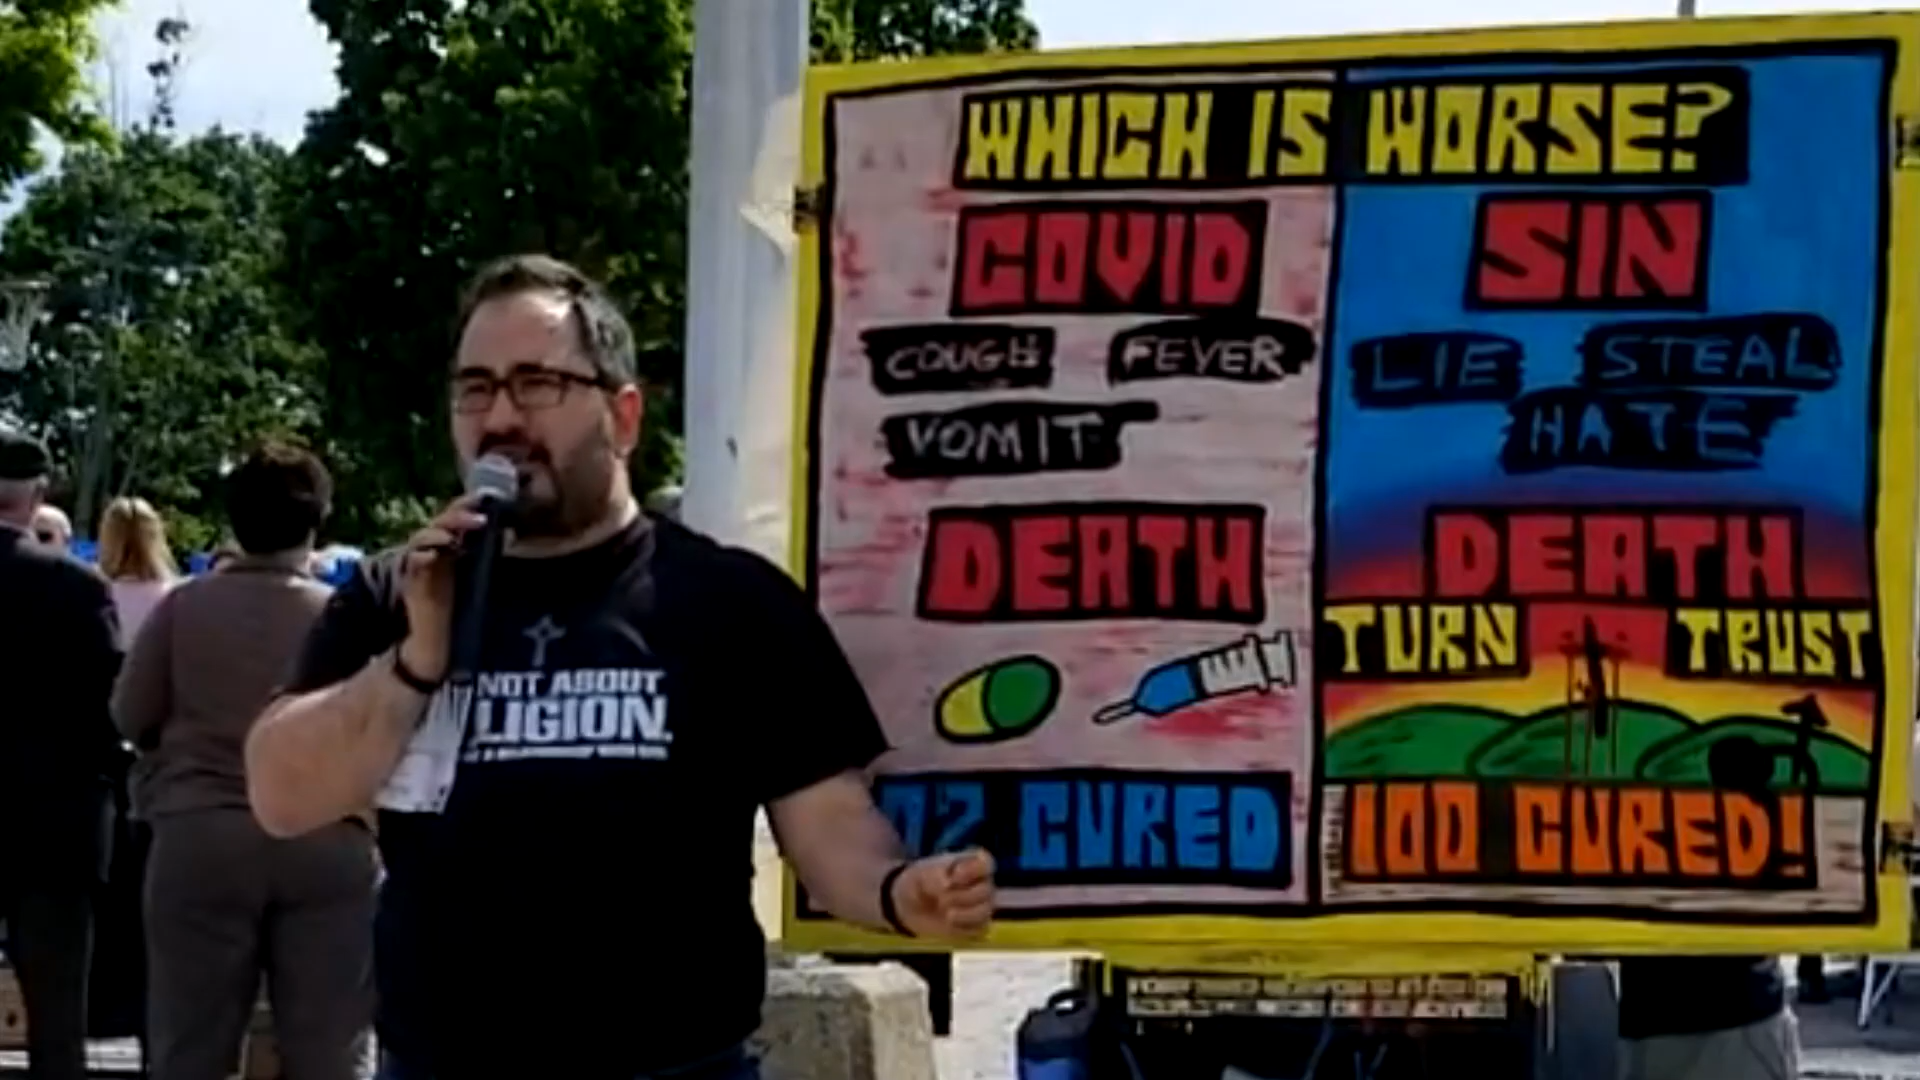 WHICH IS WORSE?
COVID
COUGH FEVER
VOMIT
DEATH
CURED
SIN
LIE STEAL
HATE
DEATH
TURN TRUST
100 CURED!
NOT ABOUT
LIGION.